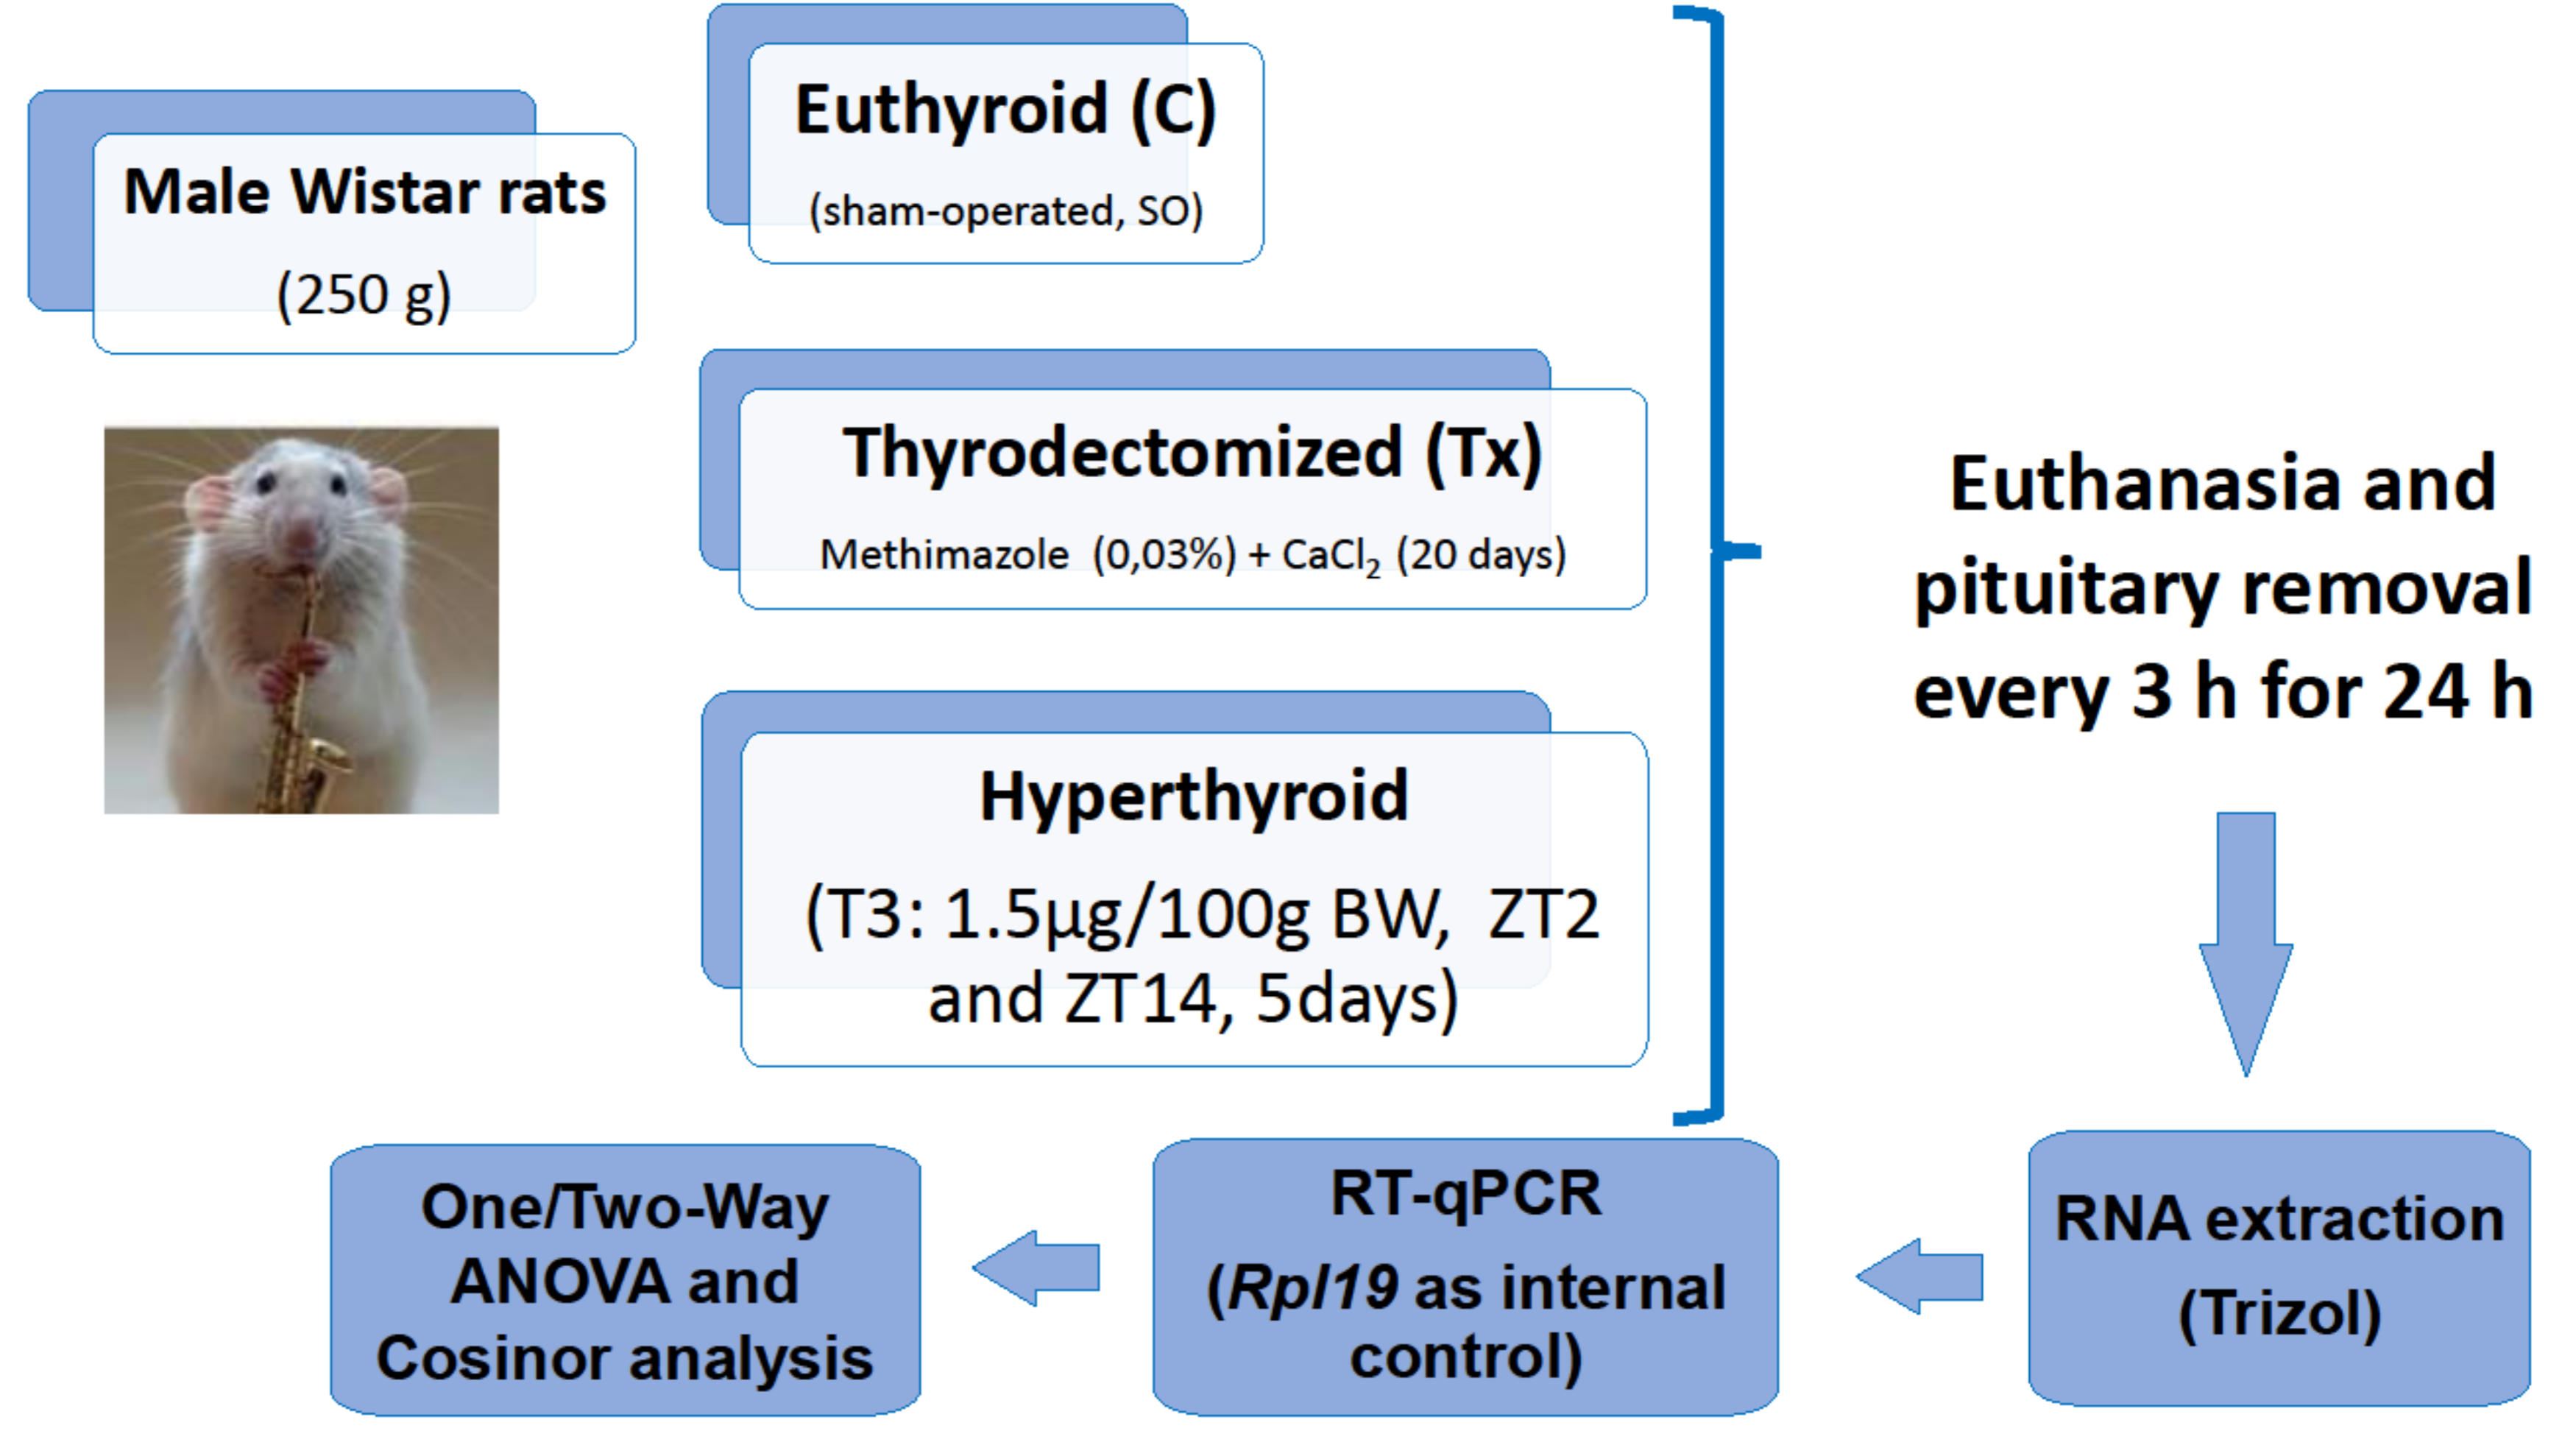 Male Wistar rats
(250 g)
Euthyroid (C)
(sham-operated, SO)
Thyrodectomized (Tx)
Methimazole (0,03%) + CaCl₂ (20 days)
Hyperthyroid
(T3: 1.5µg/100g BW, ZT2
and ZT14, 5days)
Euthanasia and
pituitary removal
every 3 h for 24 h
RNA extraction
(Trizol)
RT-qPCR
(Rpl19 as internal
control)
One/Two-Way
ANOVA and
Cosinor analysis